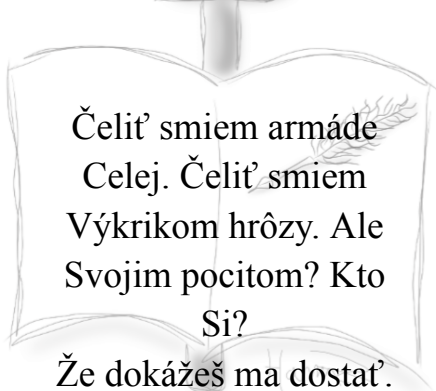 Čeliť smiem armáde
Celej. Čeliť smiem
Výkrikom hrôzy. Ale
Svojim pocitom? Kto
Si?
Že dokážeš ma dostať.